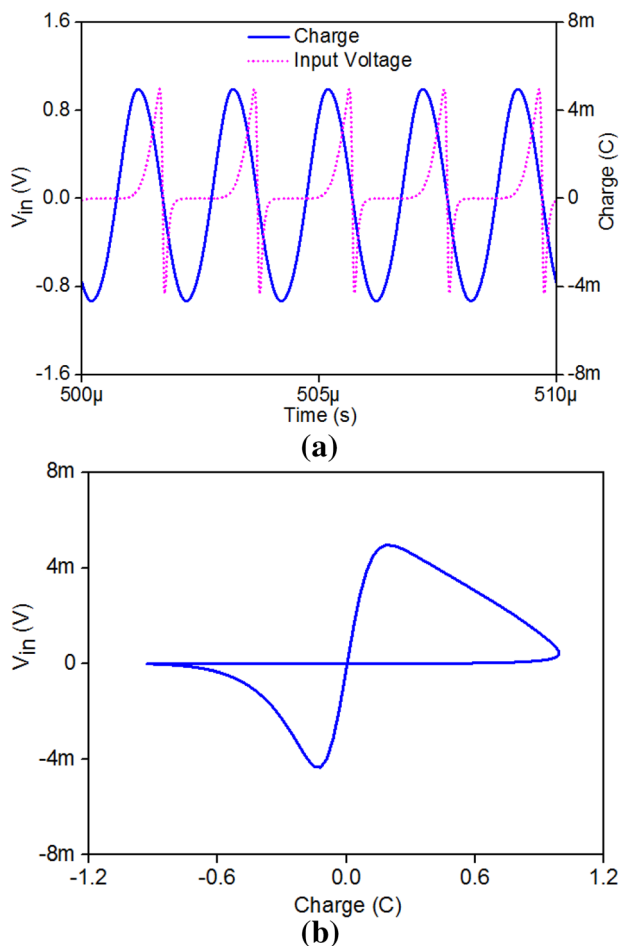 Charge
Input Voltage
1.6
0.8
0.0
-0.8
-1.6
V_in (V)
8m
4m
0
-4m
-8m
Charge (C)
500µ
505µ
510µ
Time (s)
(a)
8m
4m
0
-4m
-8m
V_in (V)
-1.2
-0.6
0.0
0.6
1.2
Charge (C)
(b)